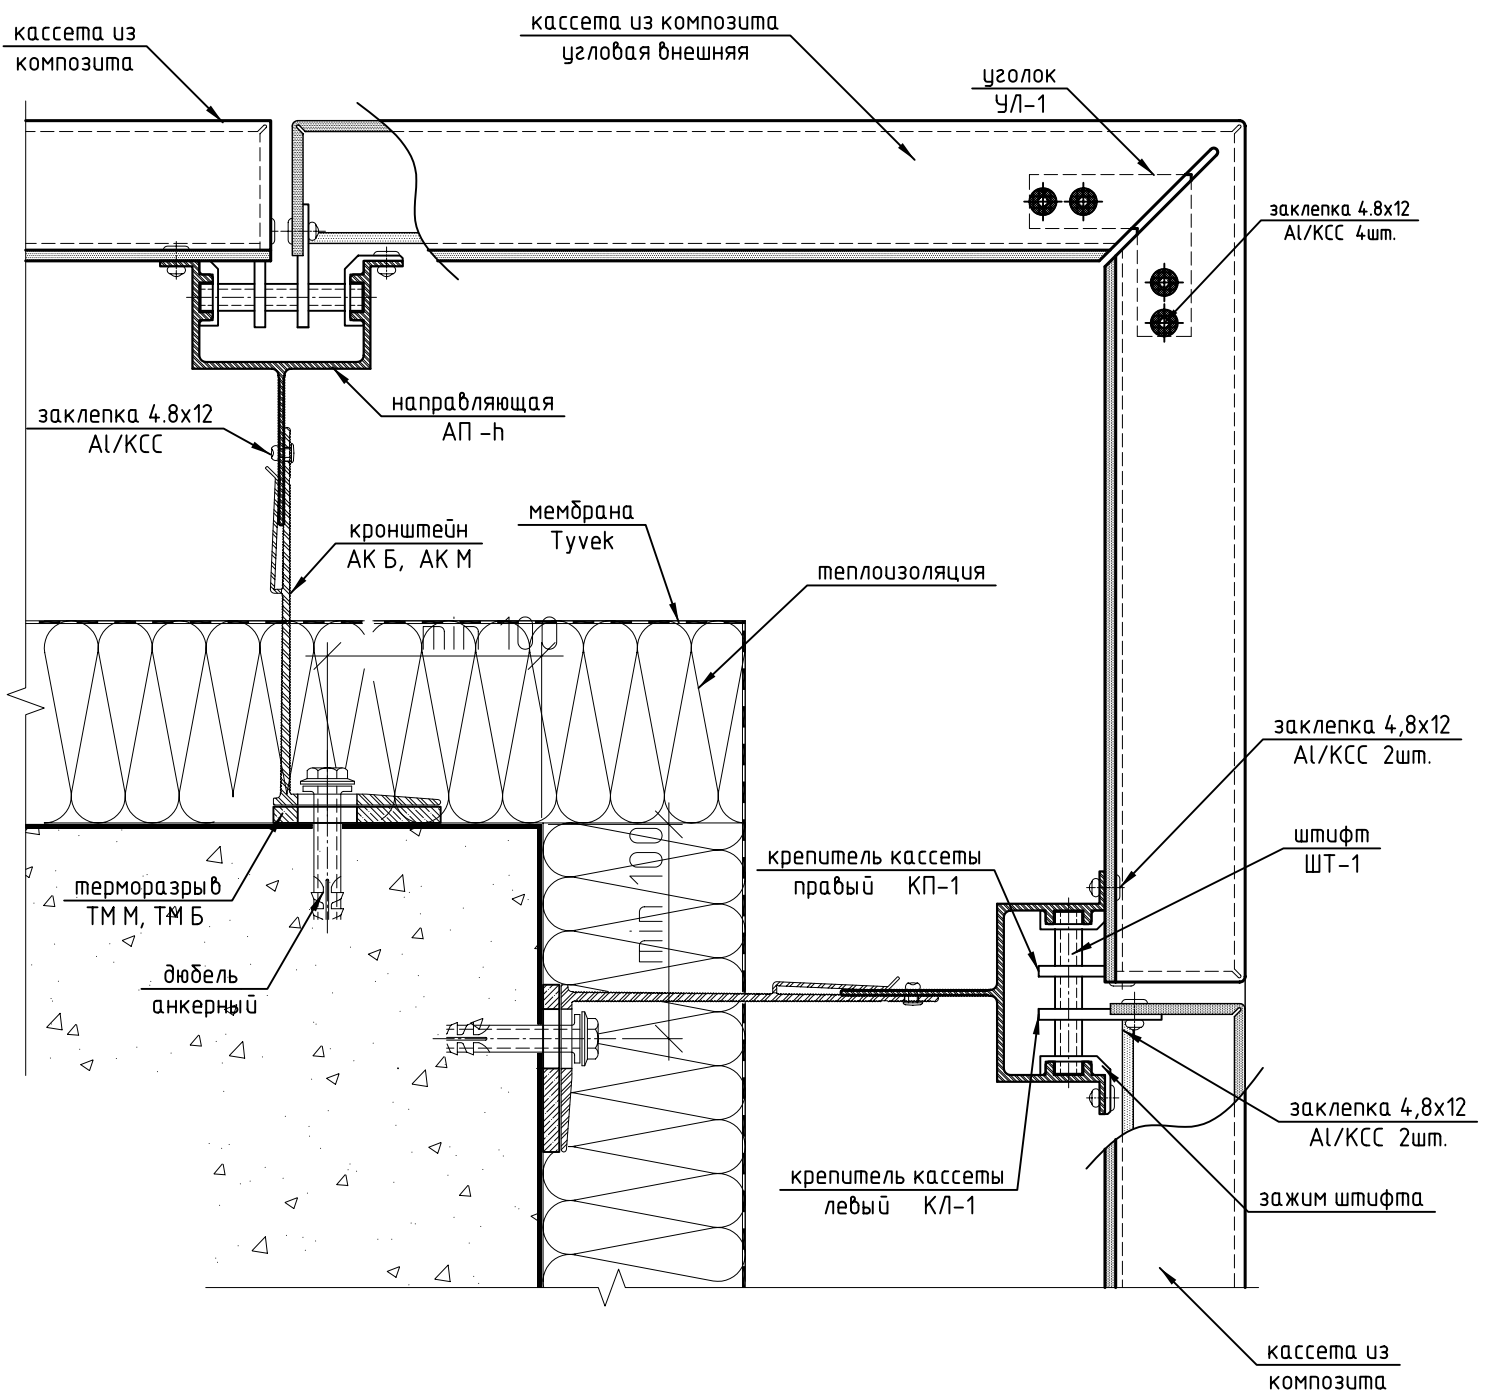 кассета из
композита
кассета из композита
угловая внешняя
уголок
УЛ-1
заклепка 4.8х12
Al/КСС 4шт.
заклепка 4.8х12
Al/КСС
направляющая
АП -h
кронштейн
АК Б, АК М
мембрана
Tyvek
теплоизоляция
min 100
заклепка 4,8х12
Al/КСС 2шт.
штифт
ШТ-1
крепитель кассеты
правый КП-1
min 100
терморазрыв
ТМ М, ТМ Б
дюбель
анкерный
заклепка 4,8х12
Al/КСС 2шт.
крепитель кассеты
левый КЛ-1
зажим штифта
кассета из
композита